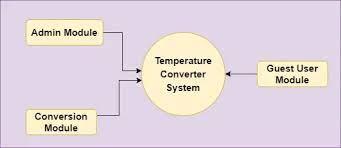 Admin Module
Temperature
Converter
System
Guest User
Module
Conversion
Module